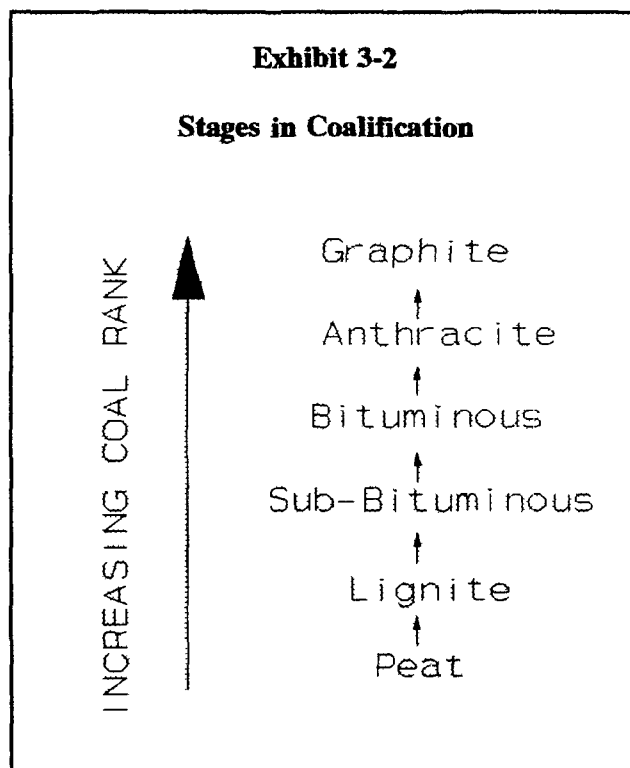 Exhibit 3-2
Stages in Coalification
INCREASING COAL RANK
Graphite
Anthracite
Bituminous
Sub-Bituminous
Lignite
Peat